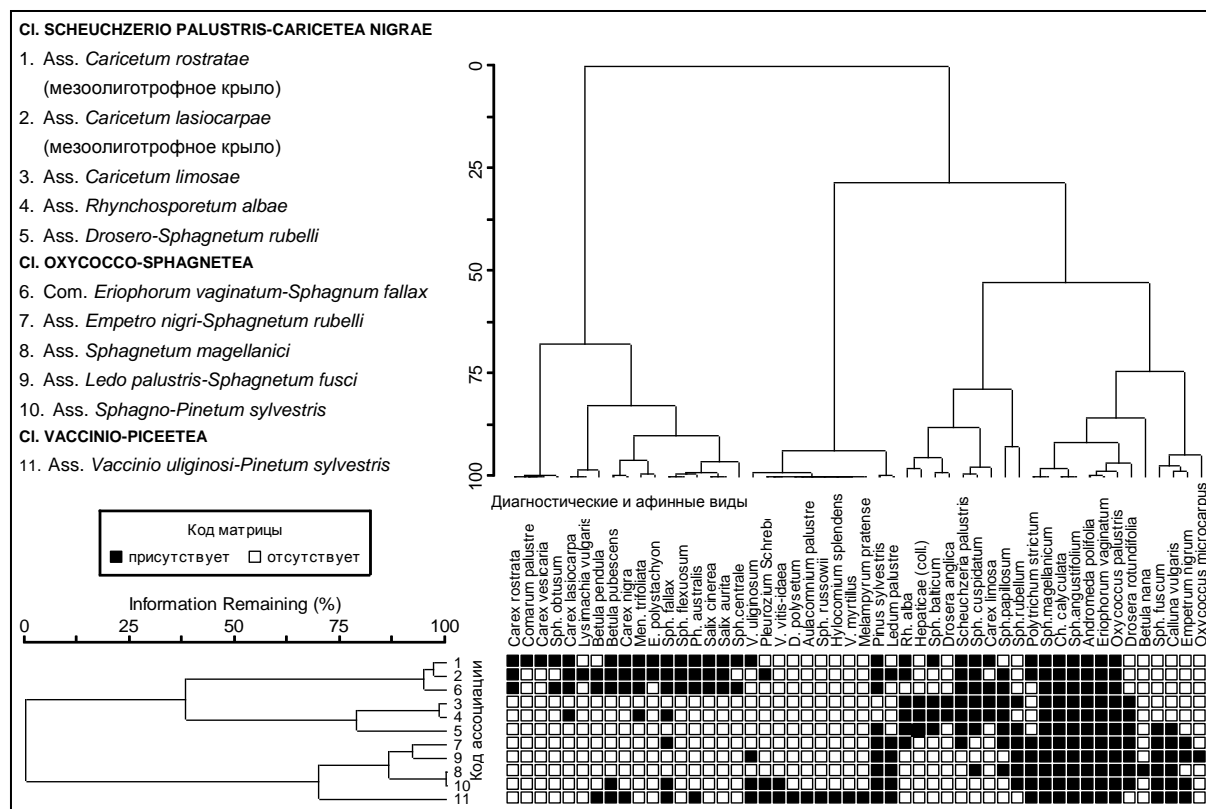 Cl. SCHEUCHZERIO PALUSTRIS-CARICETEA NIGRAE
1. Ass. Caricetum rostratae
(мезоолиготрофное крыло)
2. Ass. Caricetum lasiocarpae
(мезоолиготрофное крыло)
3. Ass. Caricetum limosae
4. Ass. Rhynchosporetum albae
5. Ass. Drosero-Sphagnetum rubelli
Cl. OXYCOCCO-SPHAGNETEA
6. Com. Eriophorum vaginatum-Sphagnum fallax
7. Ass. Empetro nigri-Sphagnetum rubelli
8. Ass. Sphagnetum magellanici
9. Ass. Ledo palustris-Sphagnetum fusci
10. Ass. Sphagno-Pinetum sylvestris
Cl. VACCINIO-PICEETEA
11. Ass. Vaccinio uliginosi-Pinetum sylvestris
Код матрицы
присутствует
отсутствует
0
25
50
75
100
Диагностические и афинные виды
Carex rostrata
Comarum palustre
Carex vesicaria
Sph. obtusum
Carex lasiocarpa
Lysimachia vulgaris
Betula pendula
Betula pubescens
Carex nigra
Men. trifoliata
E. polystachyon
Sph. fallax
Sph. flexuosum
Ph. australis
Salix cinerea
Salix aurita
Sph.centrale
V. uliginosum
Pleurozium Schrebe
V. vitis-idaea
D. polysetum
Aulacomnium palustre
Sph. russowii
Hylocomium splendens
V. myrtillus
Melampyrum pratense
Pinus sylvestris
Ledum palustre
Rh. alba
Hepaticae (coll.)
Sph. balticum
Drosera anglica
Scheuchzeria palustris
Sph. cuspidatum
Carex limosa
Sph.papillosum
Sph.rubellum
Polytrichum strictum
Sph.magellanicum
Ch. calyculata
Sph.angustifolium
Andromeda polifolia
Eriophorum vaginatum
Oxycoccus palustris
Drosera rotundifolia
Betula nana
Sph. fuscum
Calluna vulgaris
Empetrum nigrum
Oxycoccus microcarpus
Information Remaining (%)
0 25 50 75 100
1
2
6
3
4
5
7
9
8
10
11
Код ассоциации